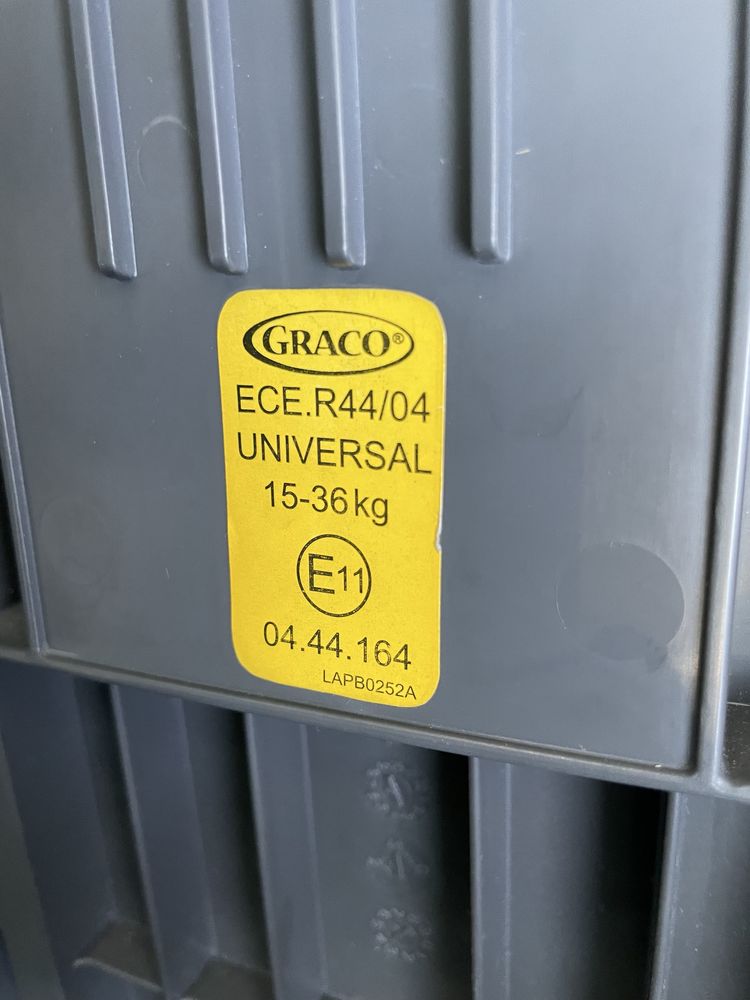 GRACO®
ECE.R44/04
UNIVERSAL
15-36kg
E11
04.44.164
LAPB0252A